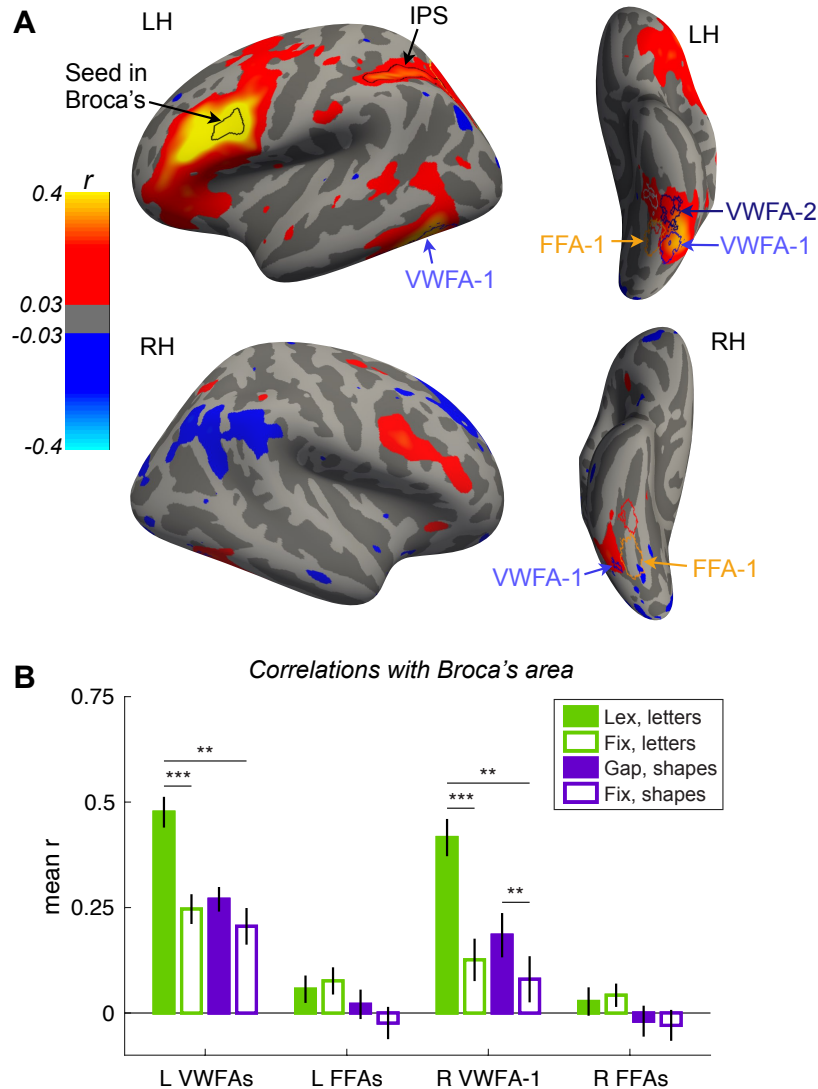 A
LH
IPS
LH
Seed in
Broca's
r
0.4
0.03
-0.03
-0.4
VWFA-1
VWFA-2
FFA-1
VWFA-1
RH
RH
VWFA-1
FFA-1
B
Correlations with Broca's area
mean r
0.75
0.5
0.25
0
Lex, letters
Fix, letters
Gap, shapes
Fix, shapes
**
***
**
***
**
L VWFAs
L FFAs
R VWFA-1
R FFAs